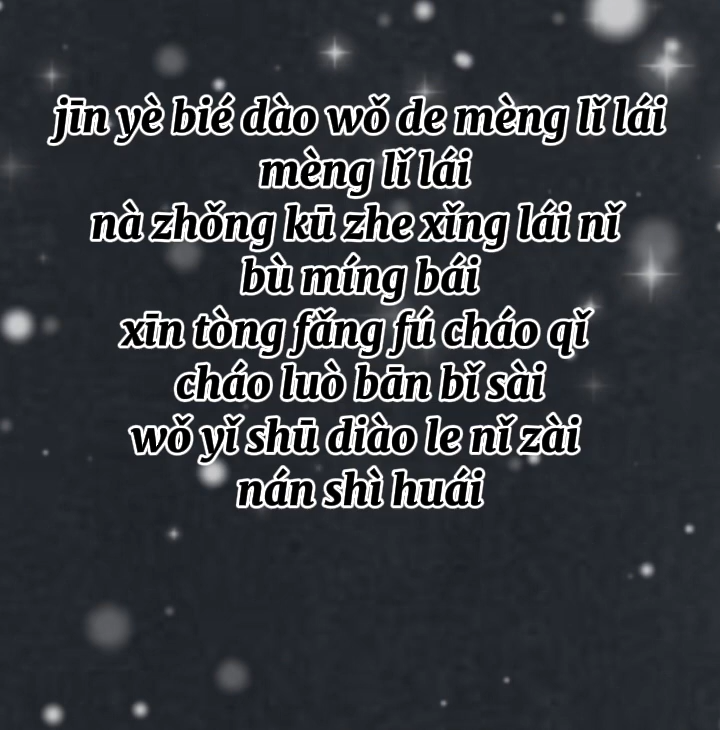 jīn yè bié dào wǒ de mèng lǐ lái
mèng lǐ lái
nà zhǒng kū zhe xǐng lái nǐ
bù míng bái
xīn tòng fǎng fú cháo qǐ
cháo luò bān bǐ sài
wǒ yǐ shū diào le nǐ zài
nán shì huái